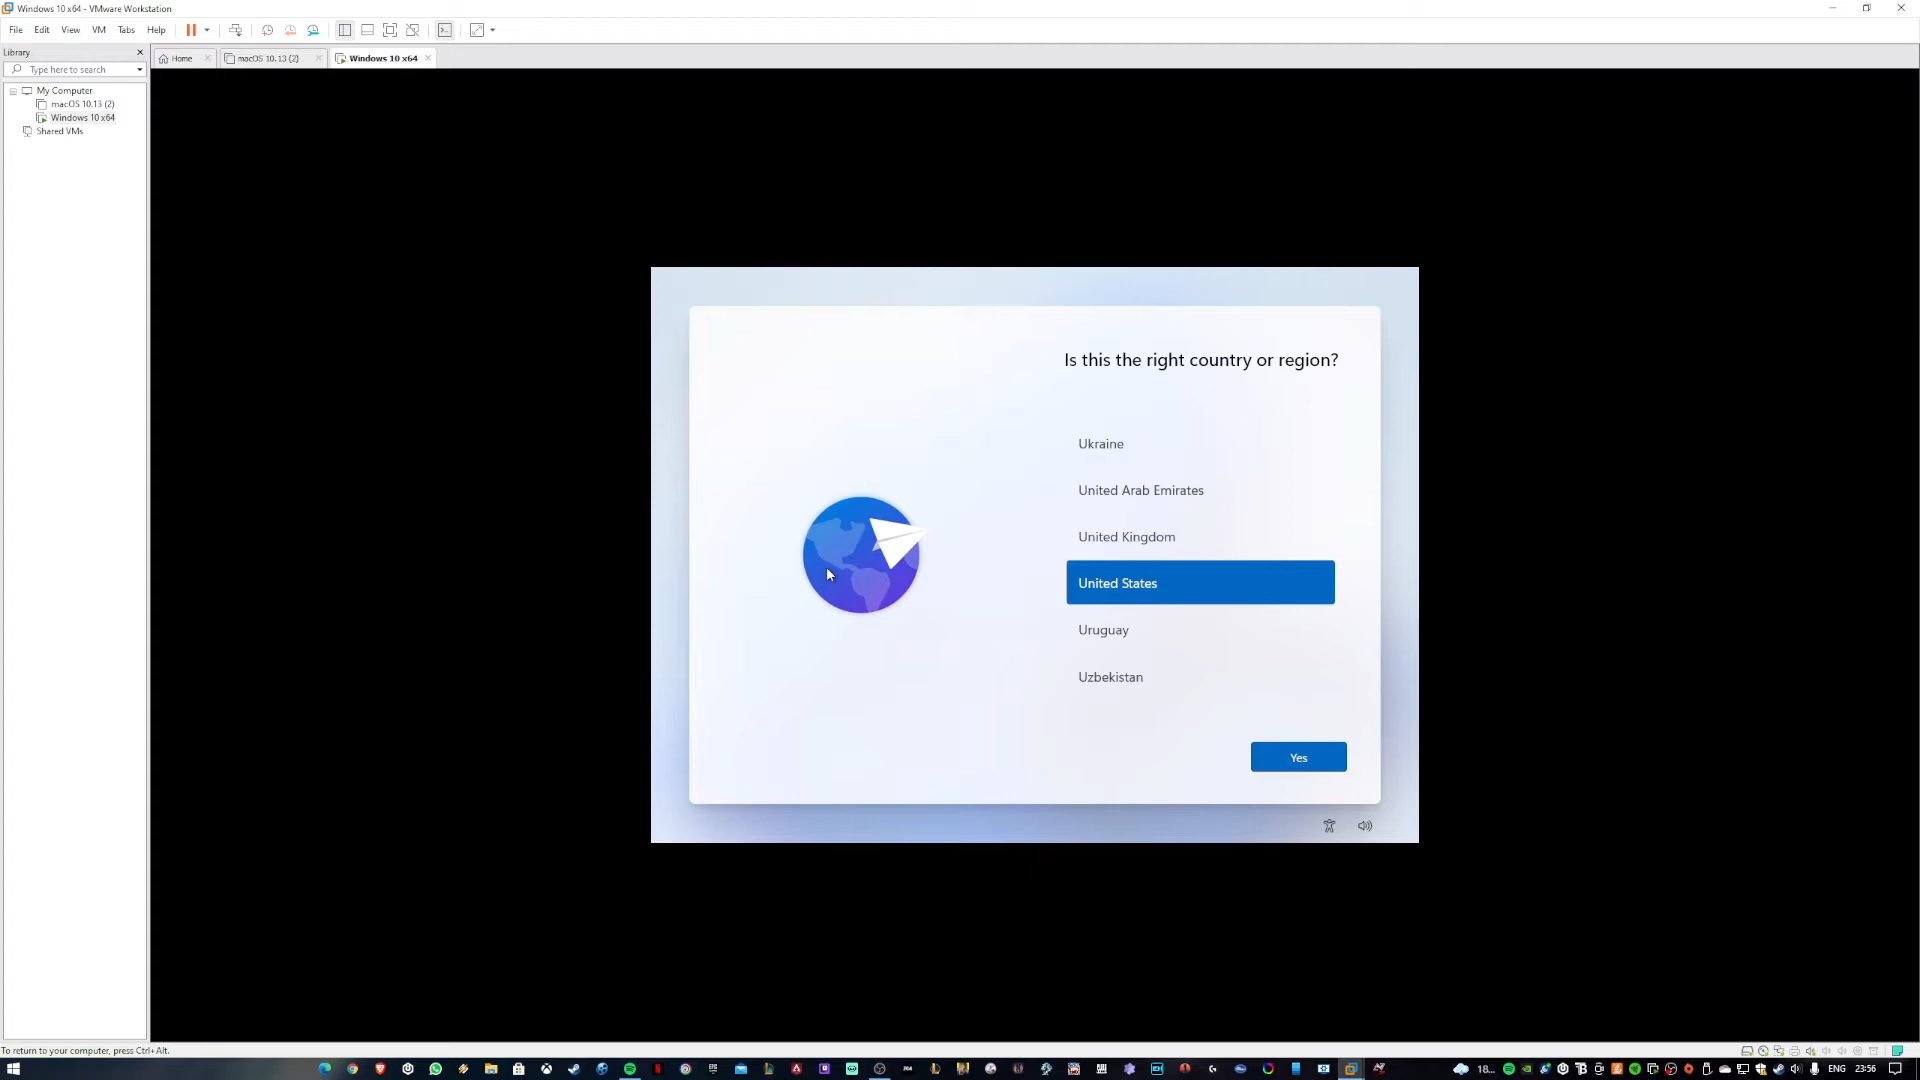 Windows 10 x64 - VMware Workstation
File Edit View VM Tabs Help
Library
Type here to search
Home
macOS 10.13 (2)
Windows 10 x64
My Computer
macOS 10.13 (2)
Windows 10 x64
Shared VMs
Is this the right country or region?
Ukraine
United Arab Emirates
United Kingdom
United States
Uruguay
Uzbekistan
Yes
To return to your computer, press Ctrl+Alt.
18...
ENG
23:56